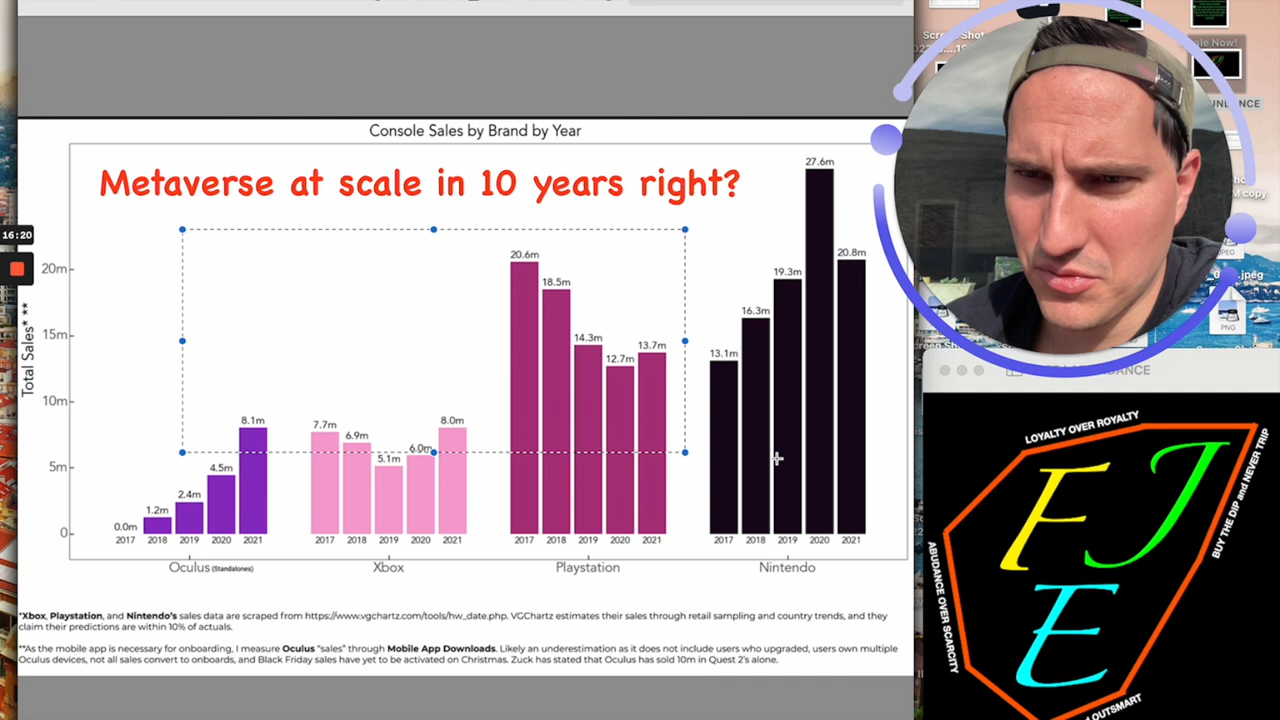 Console Sales by Brand by Year
Metaverse at scale in 10 years right?
16:20
Total Sales* **
20m
15m
10m
5m
0
0.0m
1.2m
2.4m
4.5m
8.1m
7.7m
6.9m
5.1m
6.0m
8.0m
20.6m
18.5m
14.3m
12.7m
13.7m
13.1m
16.3m
19.3m
27.6m
20.8m
2017 2018 2019 2020 2021
2017 2018 2019 2020 2021
2017 2018 2019 2020 2021
2017 2018 2019 2020 2021
Oculus (Standalones) Xbox Playstation Nintendo
*Xbox, Playstation, and Nintendo's sales data are scraped from https://www.vgchartz.com/tools/hw_date.php. VGChartz estimates their sales through retail sampling and country trends, and they
claim their predictions are within 10% of actuals.
**As the mobile app is necessary for onboarding, I measure Oculus "sales" through Mobile App Downloads. Likely an underestimation as it does not include users who upgraded, users own multiple
Oculus devices, not all sales convert to onboards, and Black Friday sales have yet to be activated on Christmas. Zuck has stated that Oculus has sold 10m in Quest 2's alone.
Screen Shot
Now!
copy
.jpeg
PNG
LOYALTY OVER ROYALTY
BUY THE DIP and NEVER TRIP
ABUDANCE OVER SCARCITY
OUTSMART
F J
E